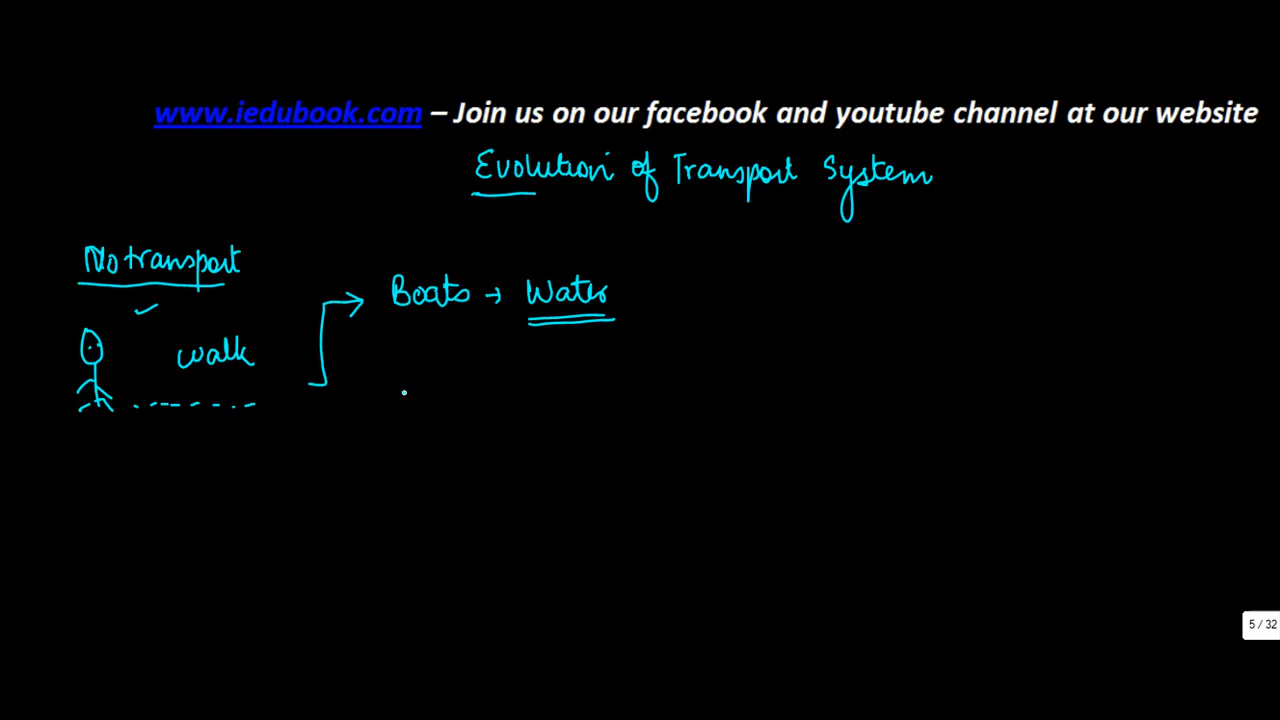 www.iedubook.com – Join us on our facebook and youtube channel at our website
Evolution of Transport System
No transport
Boats → Water
walk
5 / 32